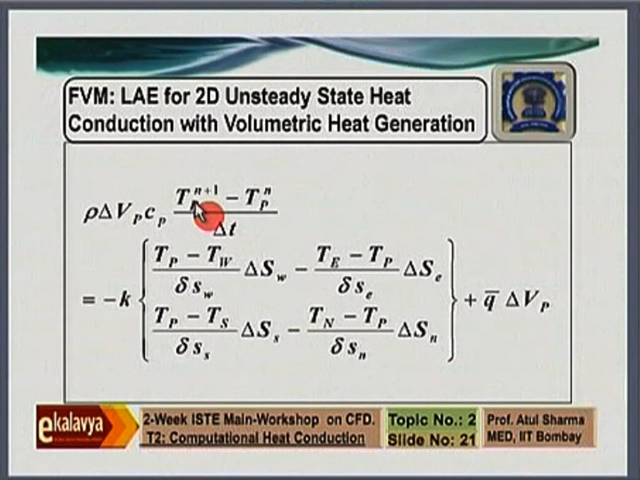 FVM: LAE for 2D Unsteady State Heat
Conduction with Volumetric Heat Generation
ρΔV_P c_p (T_P^{n+1} − T_P^n) / Δt
= −k { (T_P − T_W)/δs_w ΔS_w − (T_E − T_P)/δs_e ΔS_e
(T_P − T_S)/δs_s ΔS_s − (T_N − T_P)/δs_n ΔS_n } + q̅ ΔV_P
ekalavya
2-Week ISTE Main-Workshop on CFD.
T2: Computational Heat Conduction
Topic No.: 2
Slide No: 21
Prof. Atul Sharma
MED, IIT Bombay